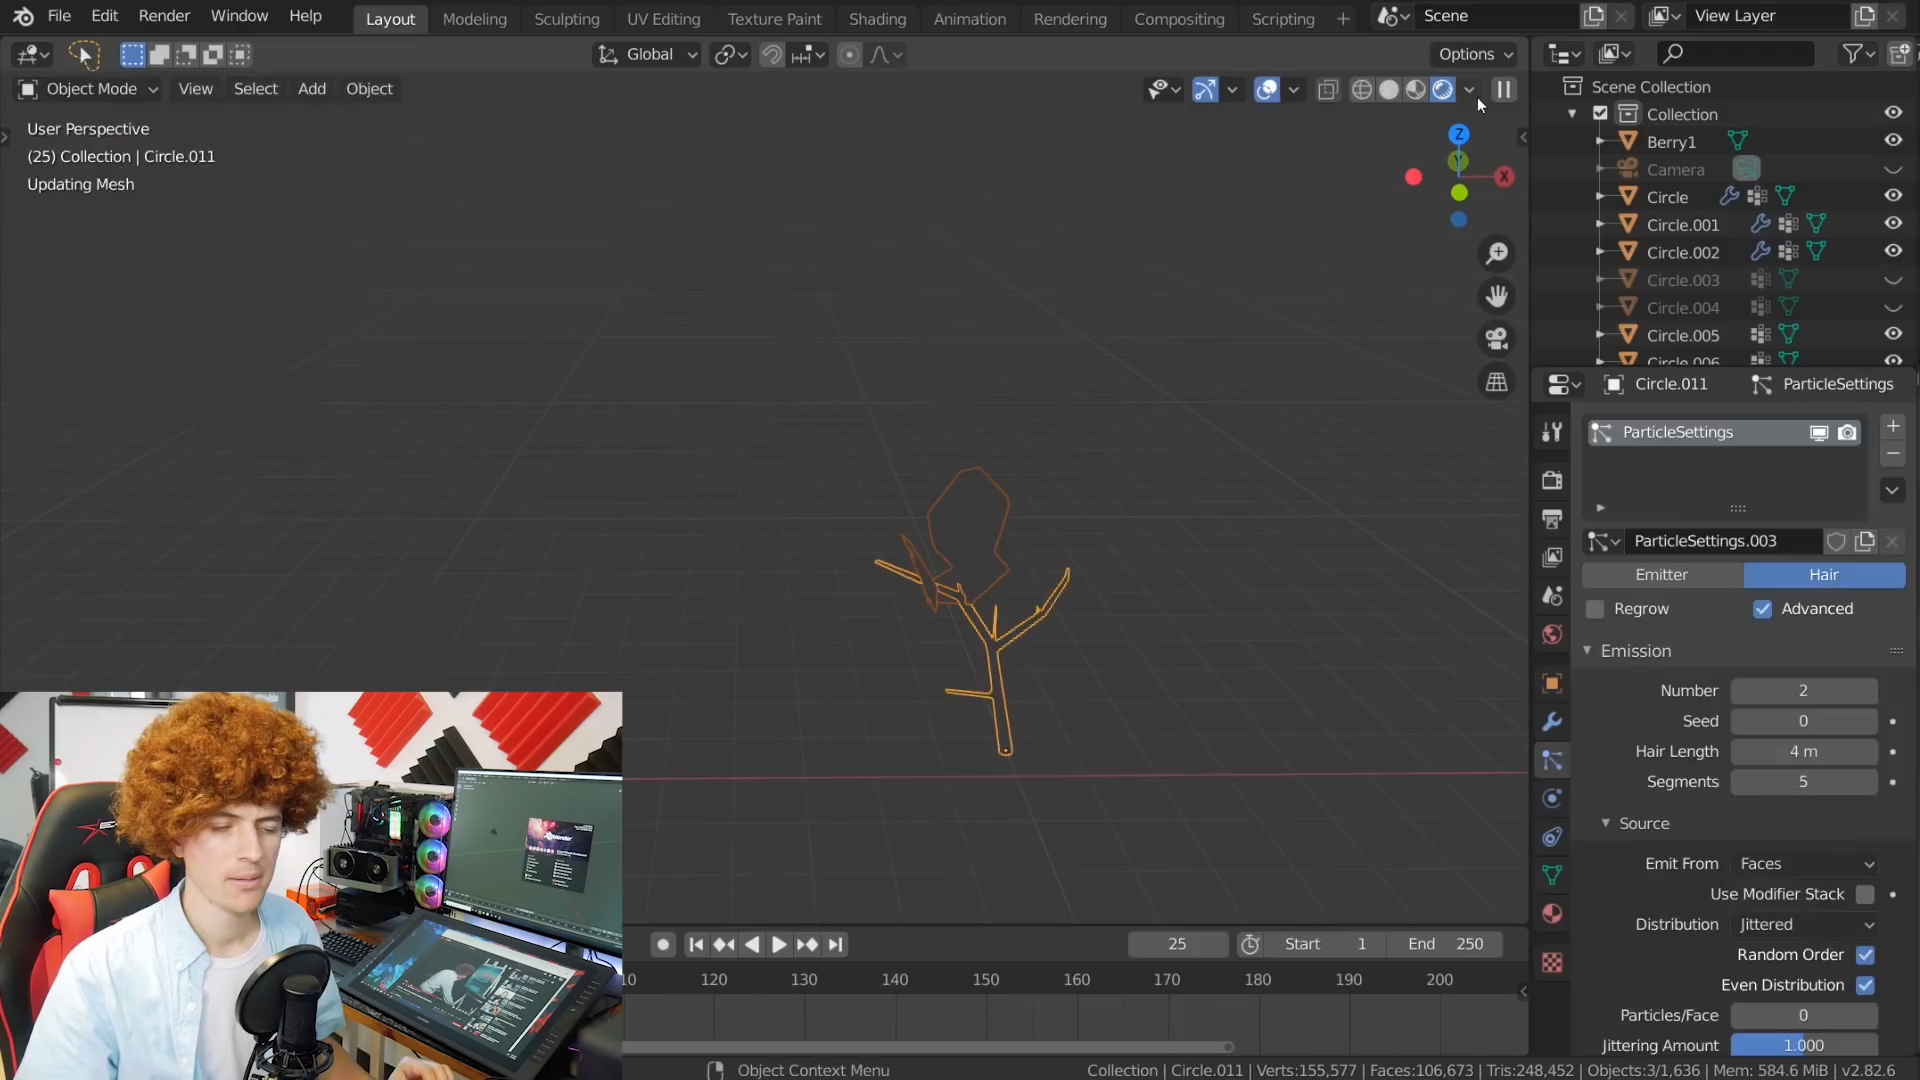 File Edit Render Window Help Layout Modeling Sculpting UV Editing Texture Paint Shading Animation Rendering Compositing Scripting + Scene View Layer
Global Options
Object Mode View Select Add Object
User Perspective
(25) Collection | Circle.011
Updating Mesh
Z
Y
X
Scene Collection
Collection
Berry1
Camera
Circle
Circle.001
Circle.002
Circle.003
Circle.004
Circle.005
Circle.006
Circle.011 ParticleSettings
ParticleSettings
ParticleSettings.003
Emitter Hair
Regrow Advanced
Emission
Number 2
Seed 0
Hair Length 4 m
Segments 5
Source
Emit From Faces
Use Modifier Stack
Distribution Jittered
Random Order
Even Distribution
Particles/Face 0
Jittering Amount 1.000
25 Start 1 End 250
120 130 140 150 160 170 180 190 200
Object Context Menu
Collection | Circle.011 | Verts:155,577 | Faces:106,673 | Tris:248,452 | Objects:3/1,636 | Mem: 584.6 MiB | v2.82.6
blender